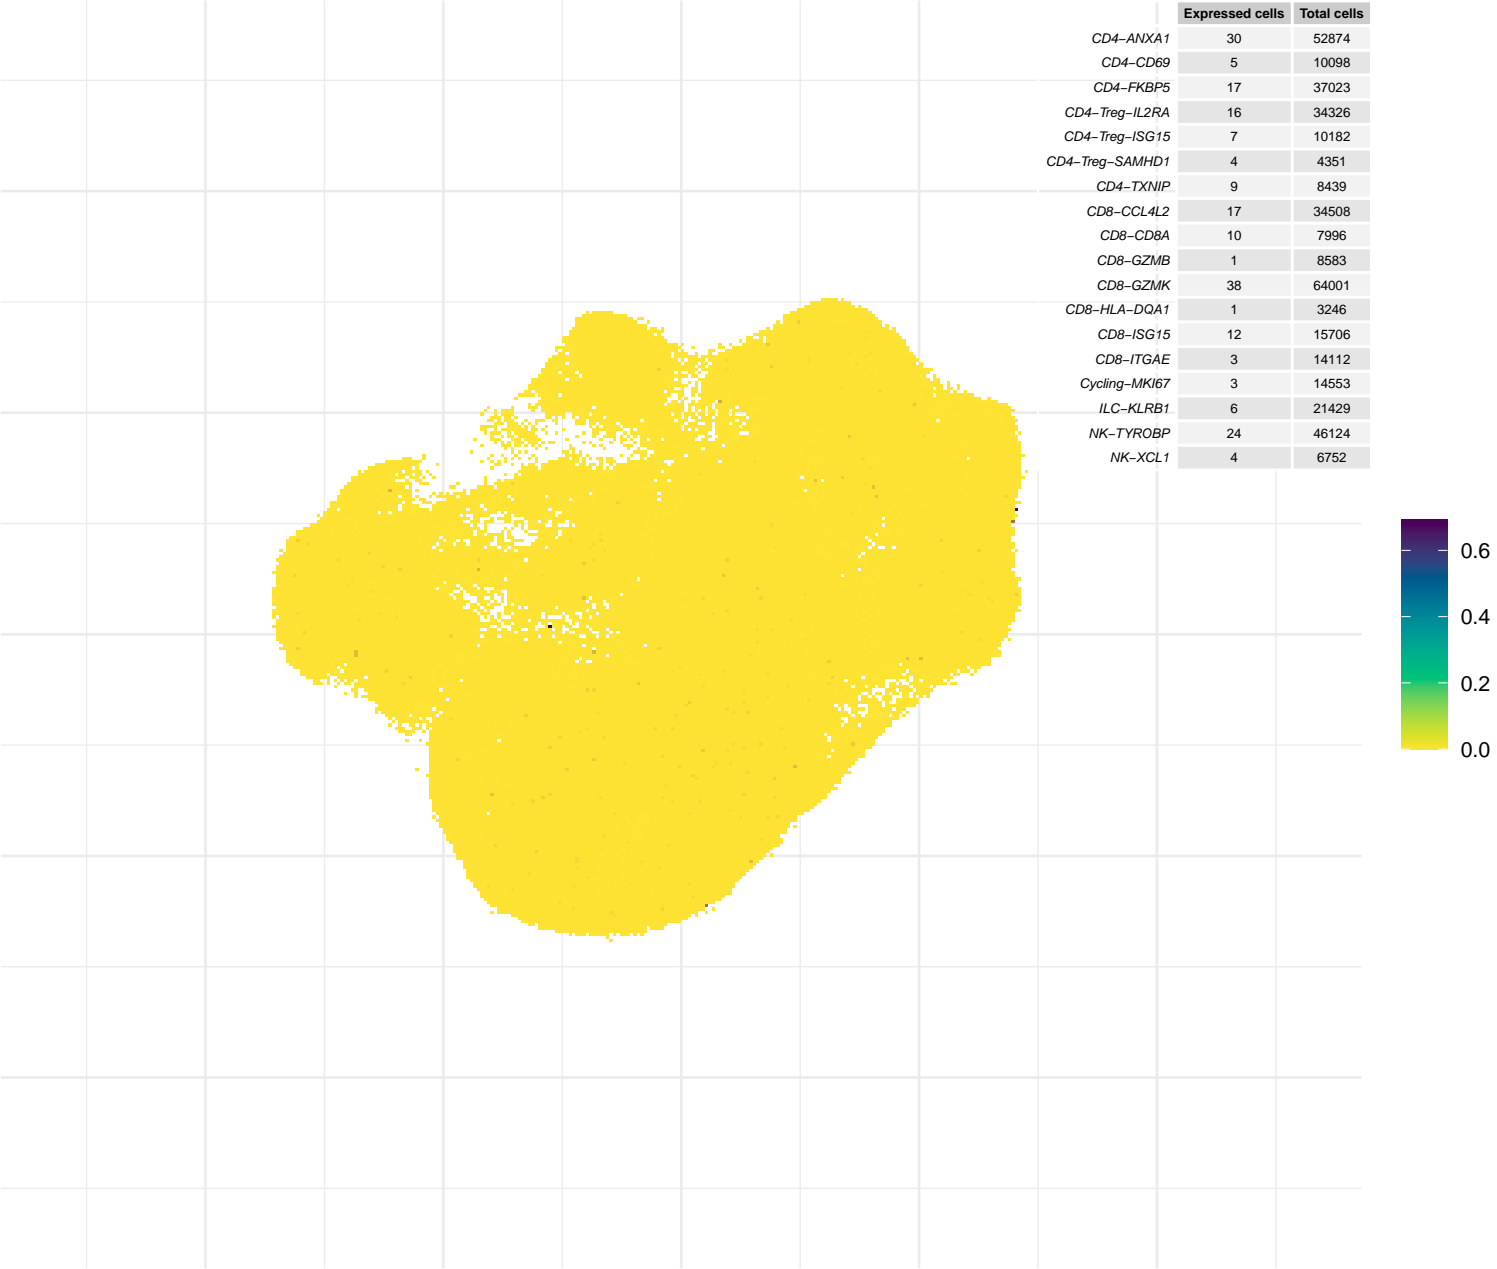 Expressed cells Total cells
CD4−ANXA1 30 52874
CD4−CD69 5 10098
CD4−FKBP5 17 37023
CD4−Treg−IL2RA 16 34326
CD4−Treg−ISG15 7 10182
CD4−Treg−SAMHD1 4 4351
CD4−TXNIP 9 8439
CD8−CCL4L2 17 34508
CD8−CD8A 10 7996
CD8−GZMB 1 8583
CD8−GZMK 38 64001
CD8−HLA−DQA1 1 3246
CD8−ISG15 12 15706
CD8−ITGAE 3 14112
Cycling−MKI67 3 14553
ILC−KLRB1 6 21429
NK−TYROBP 24 46124
NK−XCL1 4 6752
0.6
0.4
0.2
0.0